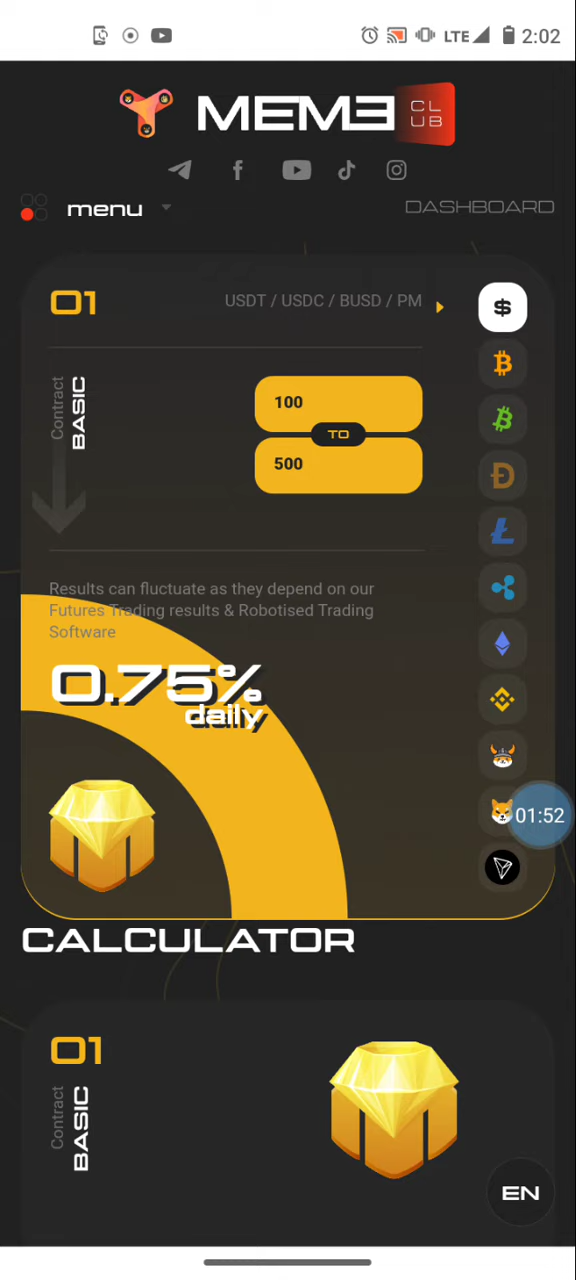 LTE 2:02
MEME CL
UB
menu
DASHBOARD
01
USDT / USDC / BUSD / PM
Contract
BASIC
100
TO
500
Results can fluctuate as they depend on our
Futures Trading results & Robotised Trading
Software
0.75%
daily
01:52
CALCULATOR
01
Contract
BASIC
EN